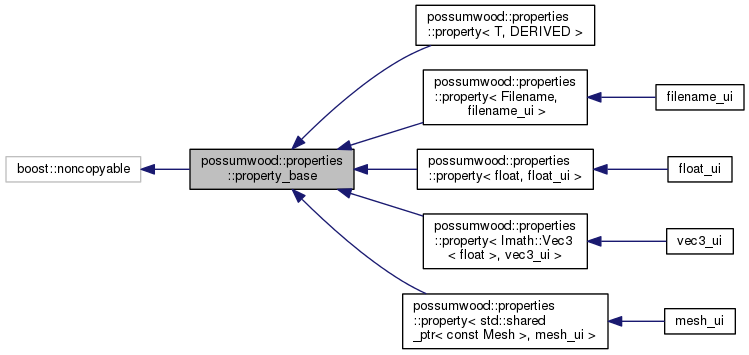 possumwood::properties
::property< T, DERIVED >
possumwood::properties
::property< Filename,
filename_ui >
filename_ui
boost::noncopyable
possumwood::properties
::property_base
possumwood::properties
::property< float, float_ui >
float_ui
possumwood::properties
::property< Imath::Vec3
< float >, vec3_ui >
vec3_ui
possumwood::properties
::property< std::shared
_ptr< const Mesh >, mesh_ui >
mesh_ui